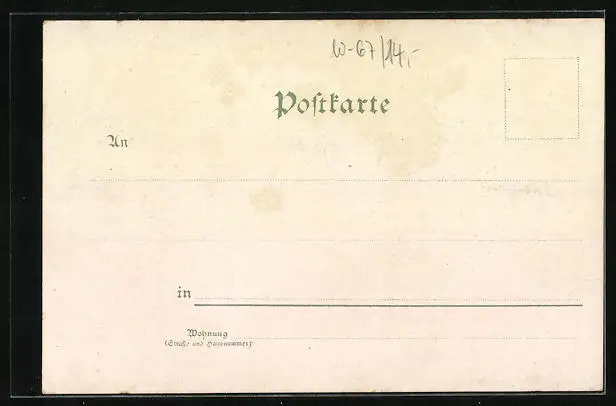 W-67/14,-
Postkarte
An
in
Wohnung
(Straße und Hausnummer)